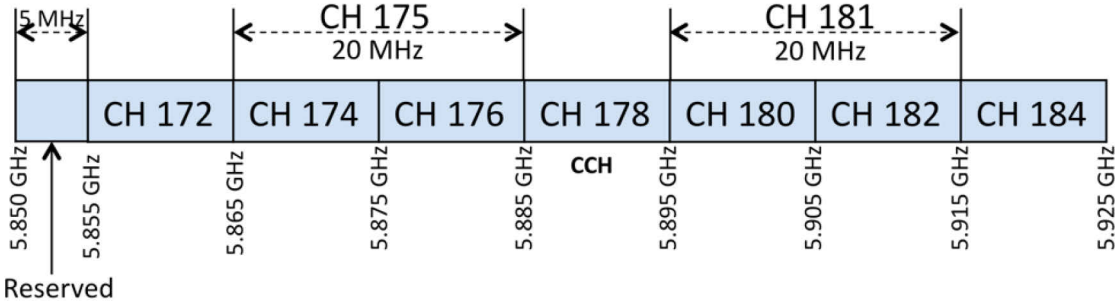 5 MHz
CH 175
20 MHz
CH 181
20 MHz
CH 172
CH 174
CH 176
CH 178
CH 180
CH 182
CH 184
CCH
5.850 GHz
5.855 GHz
5.865 GHz
5.875 GHz
5.885 GHz
5.895 GHz
5.905 GHz
5.915 GHz
5.925 GHz
Reserved